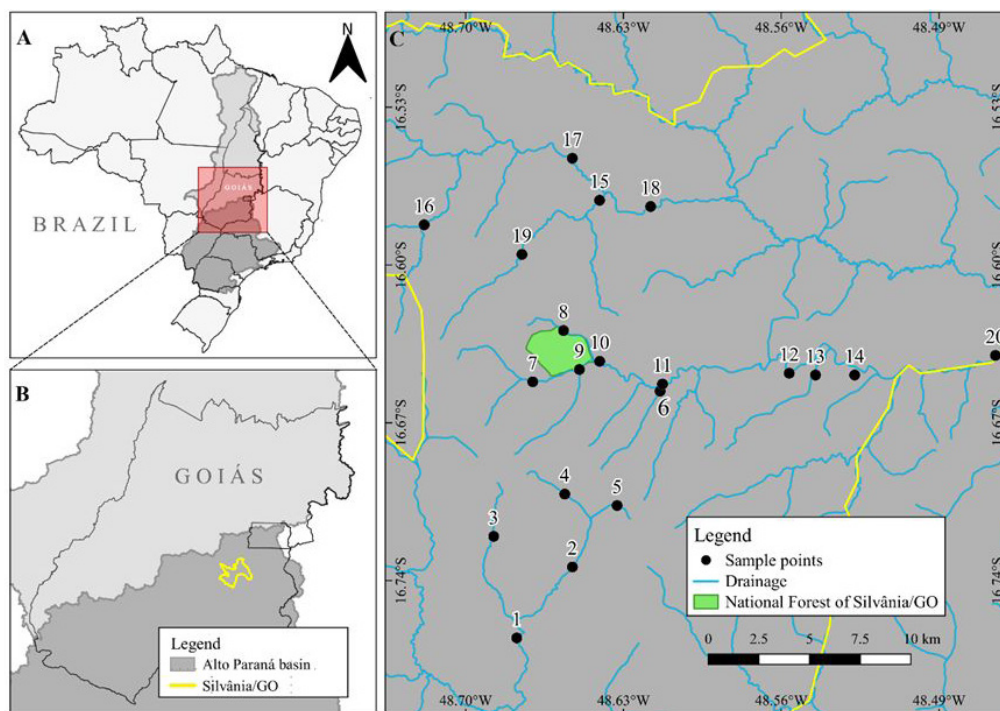 A
N
GOIÁS
BRAZIL
B
GOIÁS
Legend
Alto Paraná basin
Silvânia/GO
C
48.70°W
48.63°W
48.56°W
48.49°W
16.53°S
16.60°S
16.67°S
16.74°S
16.53°S
16.60°S
16.67°S
16.74°S
17
15
18
16
19
8
9
10
7
11
6
12
13
14
20
4
5
3
2
1
Legend
Sample points
Drainage
National Forest of Silvânia/GO
0
2.5
5
7.5
10 km
48.70°W
48.63°W
48.56°W
48.49°W